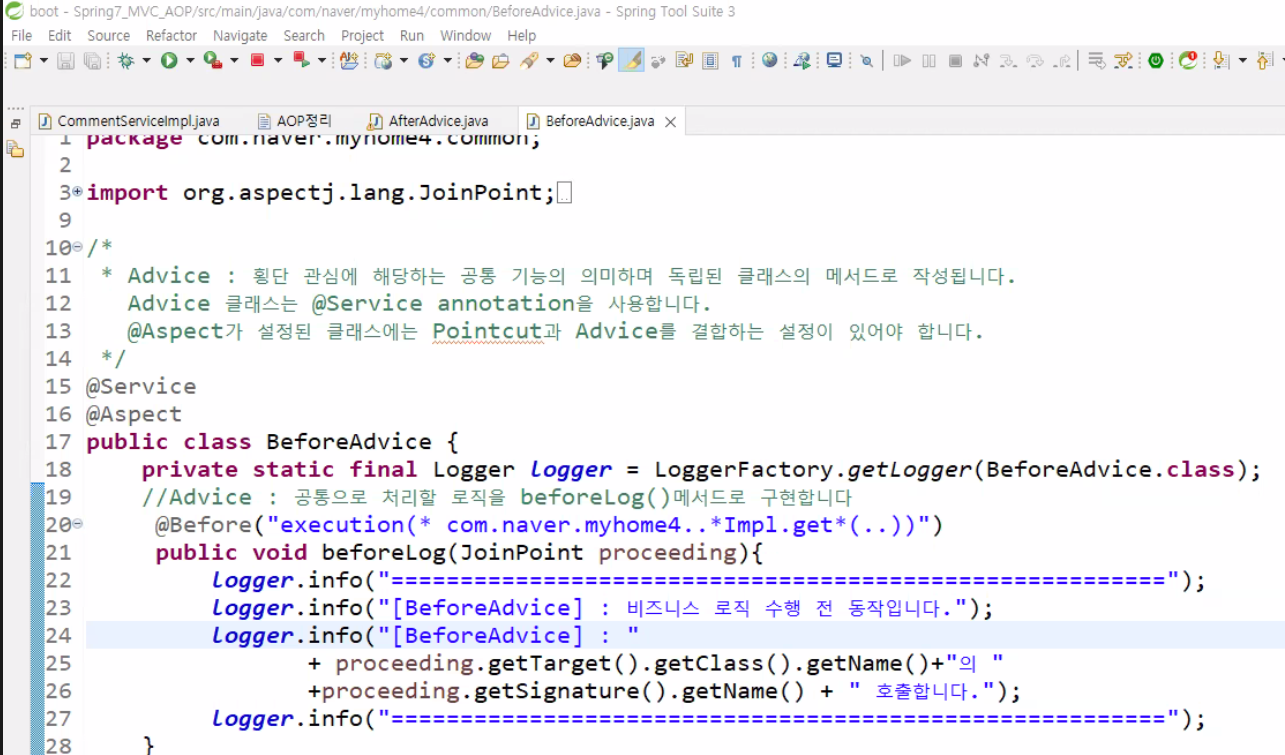 boot - Spring7_MVC_AOP/src/main/java/com/naver/myhome4/common/BeforeAdvice.java - Spring Tool Suite 3
File Edit Source Refactor Navigate Search Project Run Window Help
CommentServiceImpl.java AOP정리 AfterAdvice.java BeforeAdvice.java
1 package com.naver.myhome4.common;
2
3 import org.aspectj.lang.JoinPoint;
9
10 /*
11 * Advice : 횡단 관심에 해당하는 공통 기능의 의미하며 독립된 클래스의 메서드로 작성됩니다.
12 Advice 클래스는 @Service annotation을 사용합니다.
13 @Aspect가 설정된 클래스에는 Pointcut과 Advice를 결합하는 설정이 있어야 합니다.
14 */
15 @Service
16 @Aspect
17 public class BeforeAdvice {
18 private static final Logger logger = LoggerFactory.getLogger(BeforeAdvice.class);
19 //Advice : 공통으로 처리할 로직을 beforeLog()메서드로 구현합니다
20 @Before("execution(* com.naver.myhome4..*Impl.get*(..))")
21 public void beforeLog(JoinPoint proceeding){
22 logger.info("========================================================");
23 logger.info("[BeforeAdvice] : 비즈니스 로직 수행 전 동작입니다.");
24 logger.info("[BeforeAdvice] : "
25 + proceeding.getTarget().getClass().getName()+"의 "
26 +proceeding.getSignature().getName() + " 호출합니다.");
27 logger.info("========================================================");
28 }